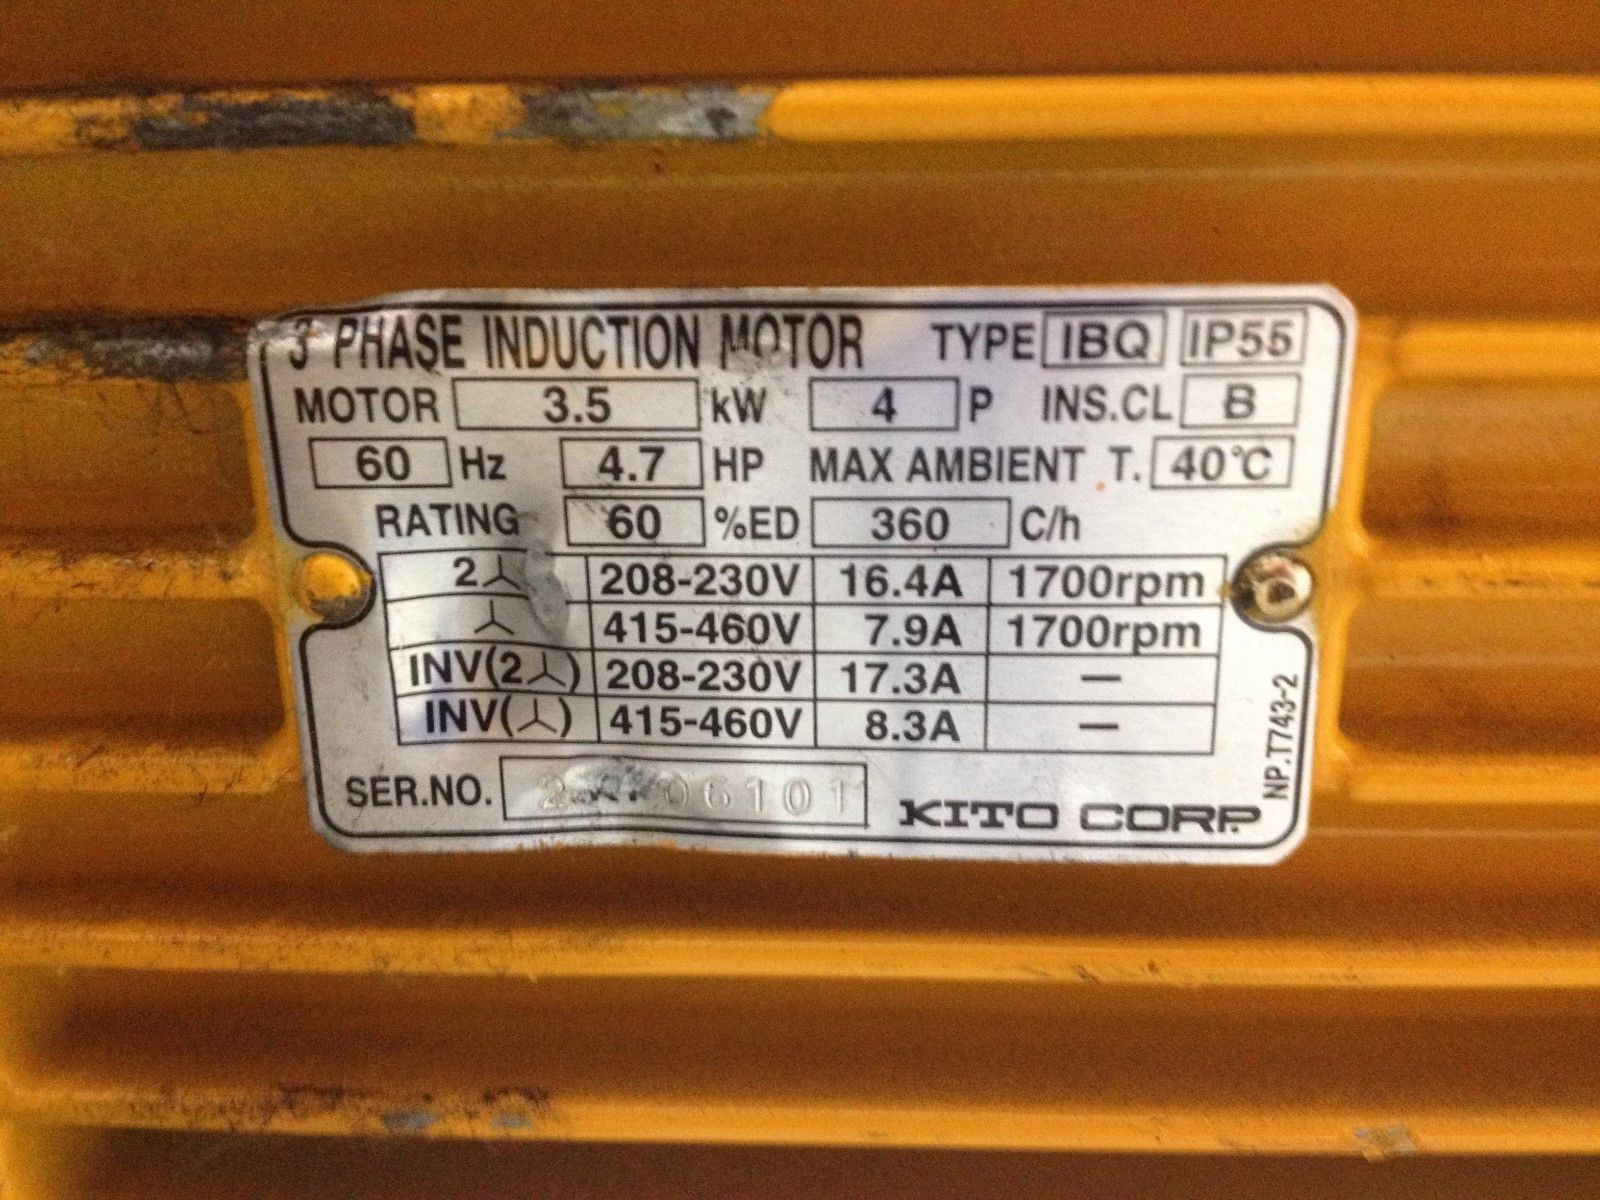 3 PHASE INDUCTION MOTOR TYPE IBQ IP55
MOTOR 3.5 kW 4 P INS.CL B
60 Hz 4.7 HP MAX AMBIENT T. 40℃
RATING 60 %ED 360 C/h
2⅄ 208-230V 16.4A 1700rpm
⅄ 415-460V 7.9A 1700rpm
INV(2⅄) 208-230V 17.3A —
INV(⅄) 415-460V 8.3A —
SER.NO.
KITO CORP.
NP.T743-2